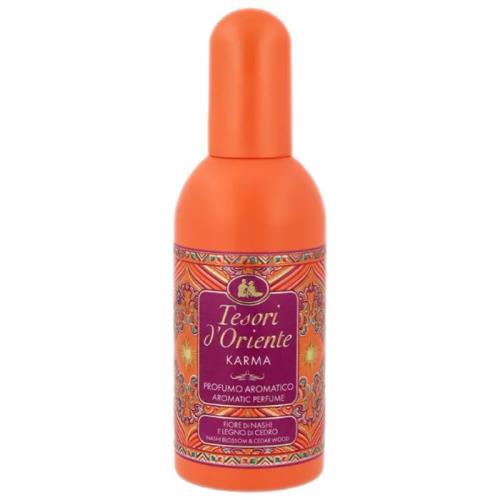 Tesori
d'Oriente
KARMA
PROFUMO AROMATICO
AROMATIC PERFUME
FIORE DI NASHI
E LEGNO DI CEDRO
NASHI BLOSSOM & CEDAR WOOD